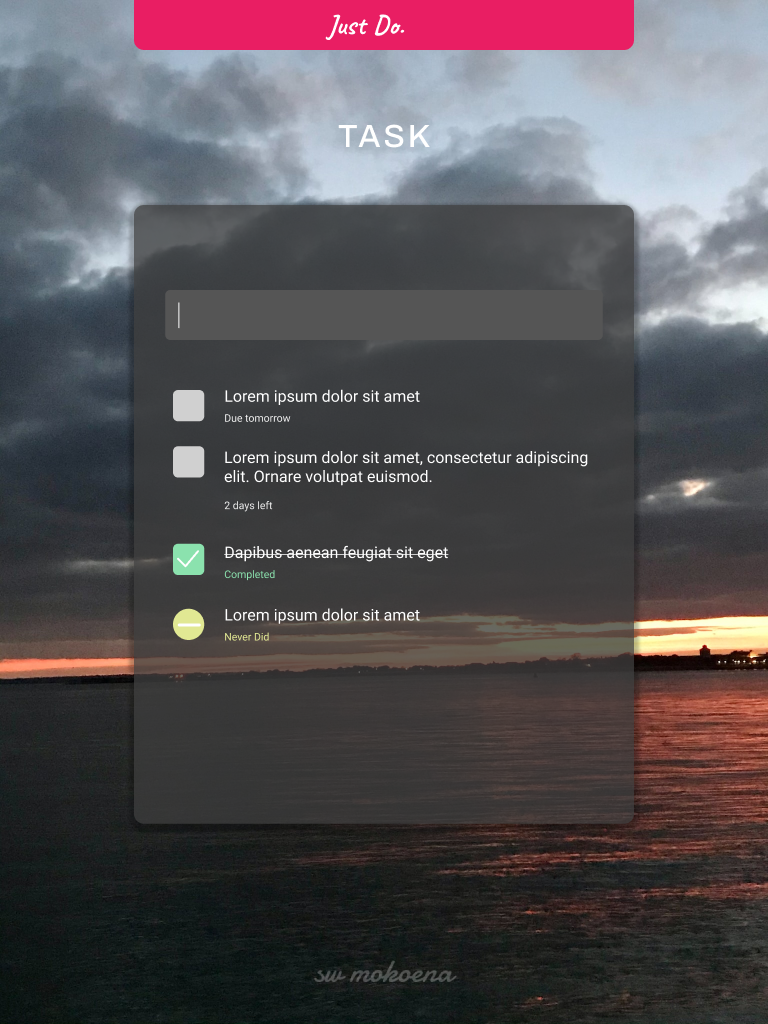 Just Do.
TASK
Lorem ipsum dolor sit amet
Due tomorrow
Lorem ipsum dolor sit amet, consectetur adipiscing
elit. Ornare volutpat euismod.
2 days left
Dapibus aenean feugiat sit eget
Completed
Lorem ipsum dolor sit amet
Never Did
sw mokoena